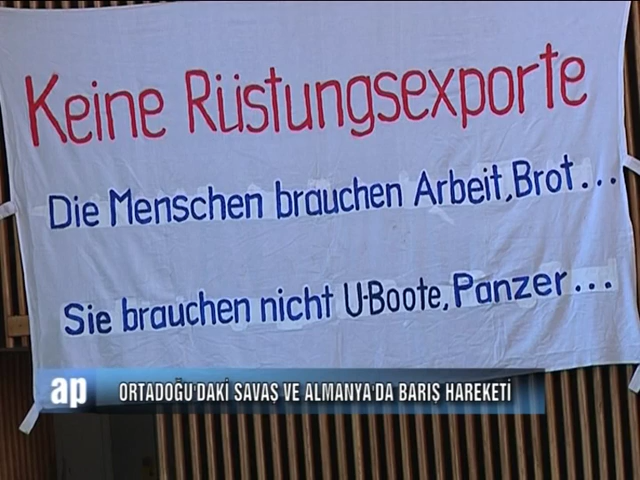 Keine Rüstungsexporte
Die Menschen brauchen Arbeit, Brot...
Sie brauchen nicht U-Boote, Panzer...
ap ORTADOĞU'DAKİ SAVAŞ VE ALMANYA'DA BARIŞ HAREKETİ